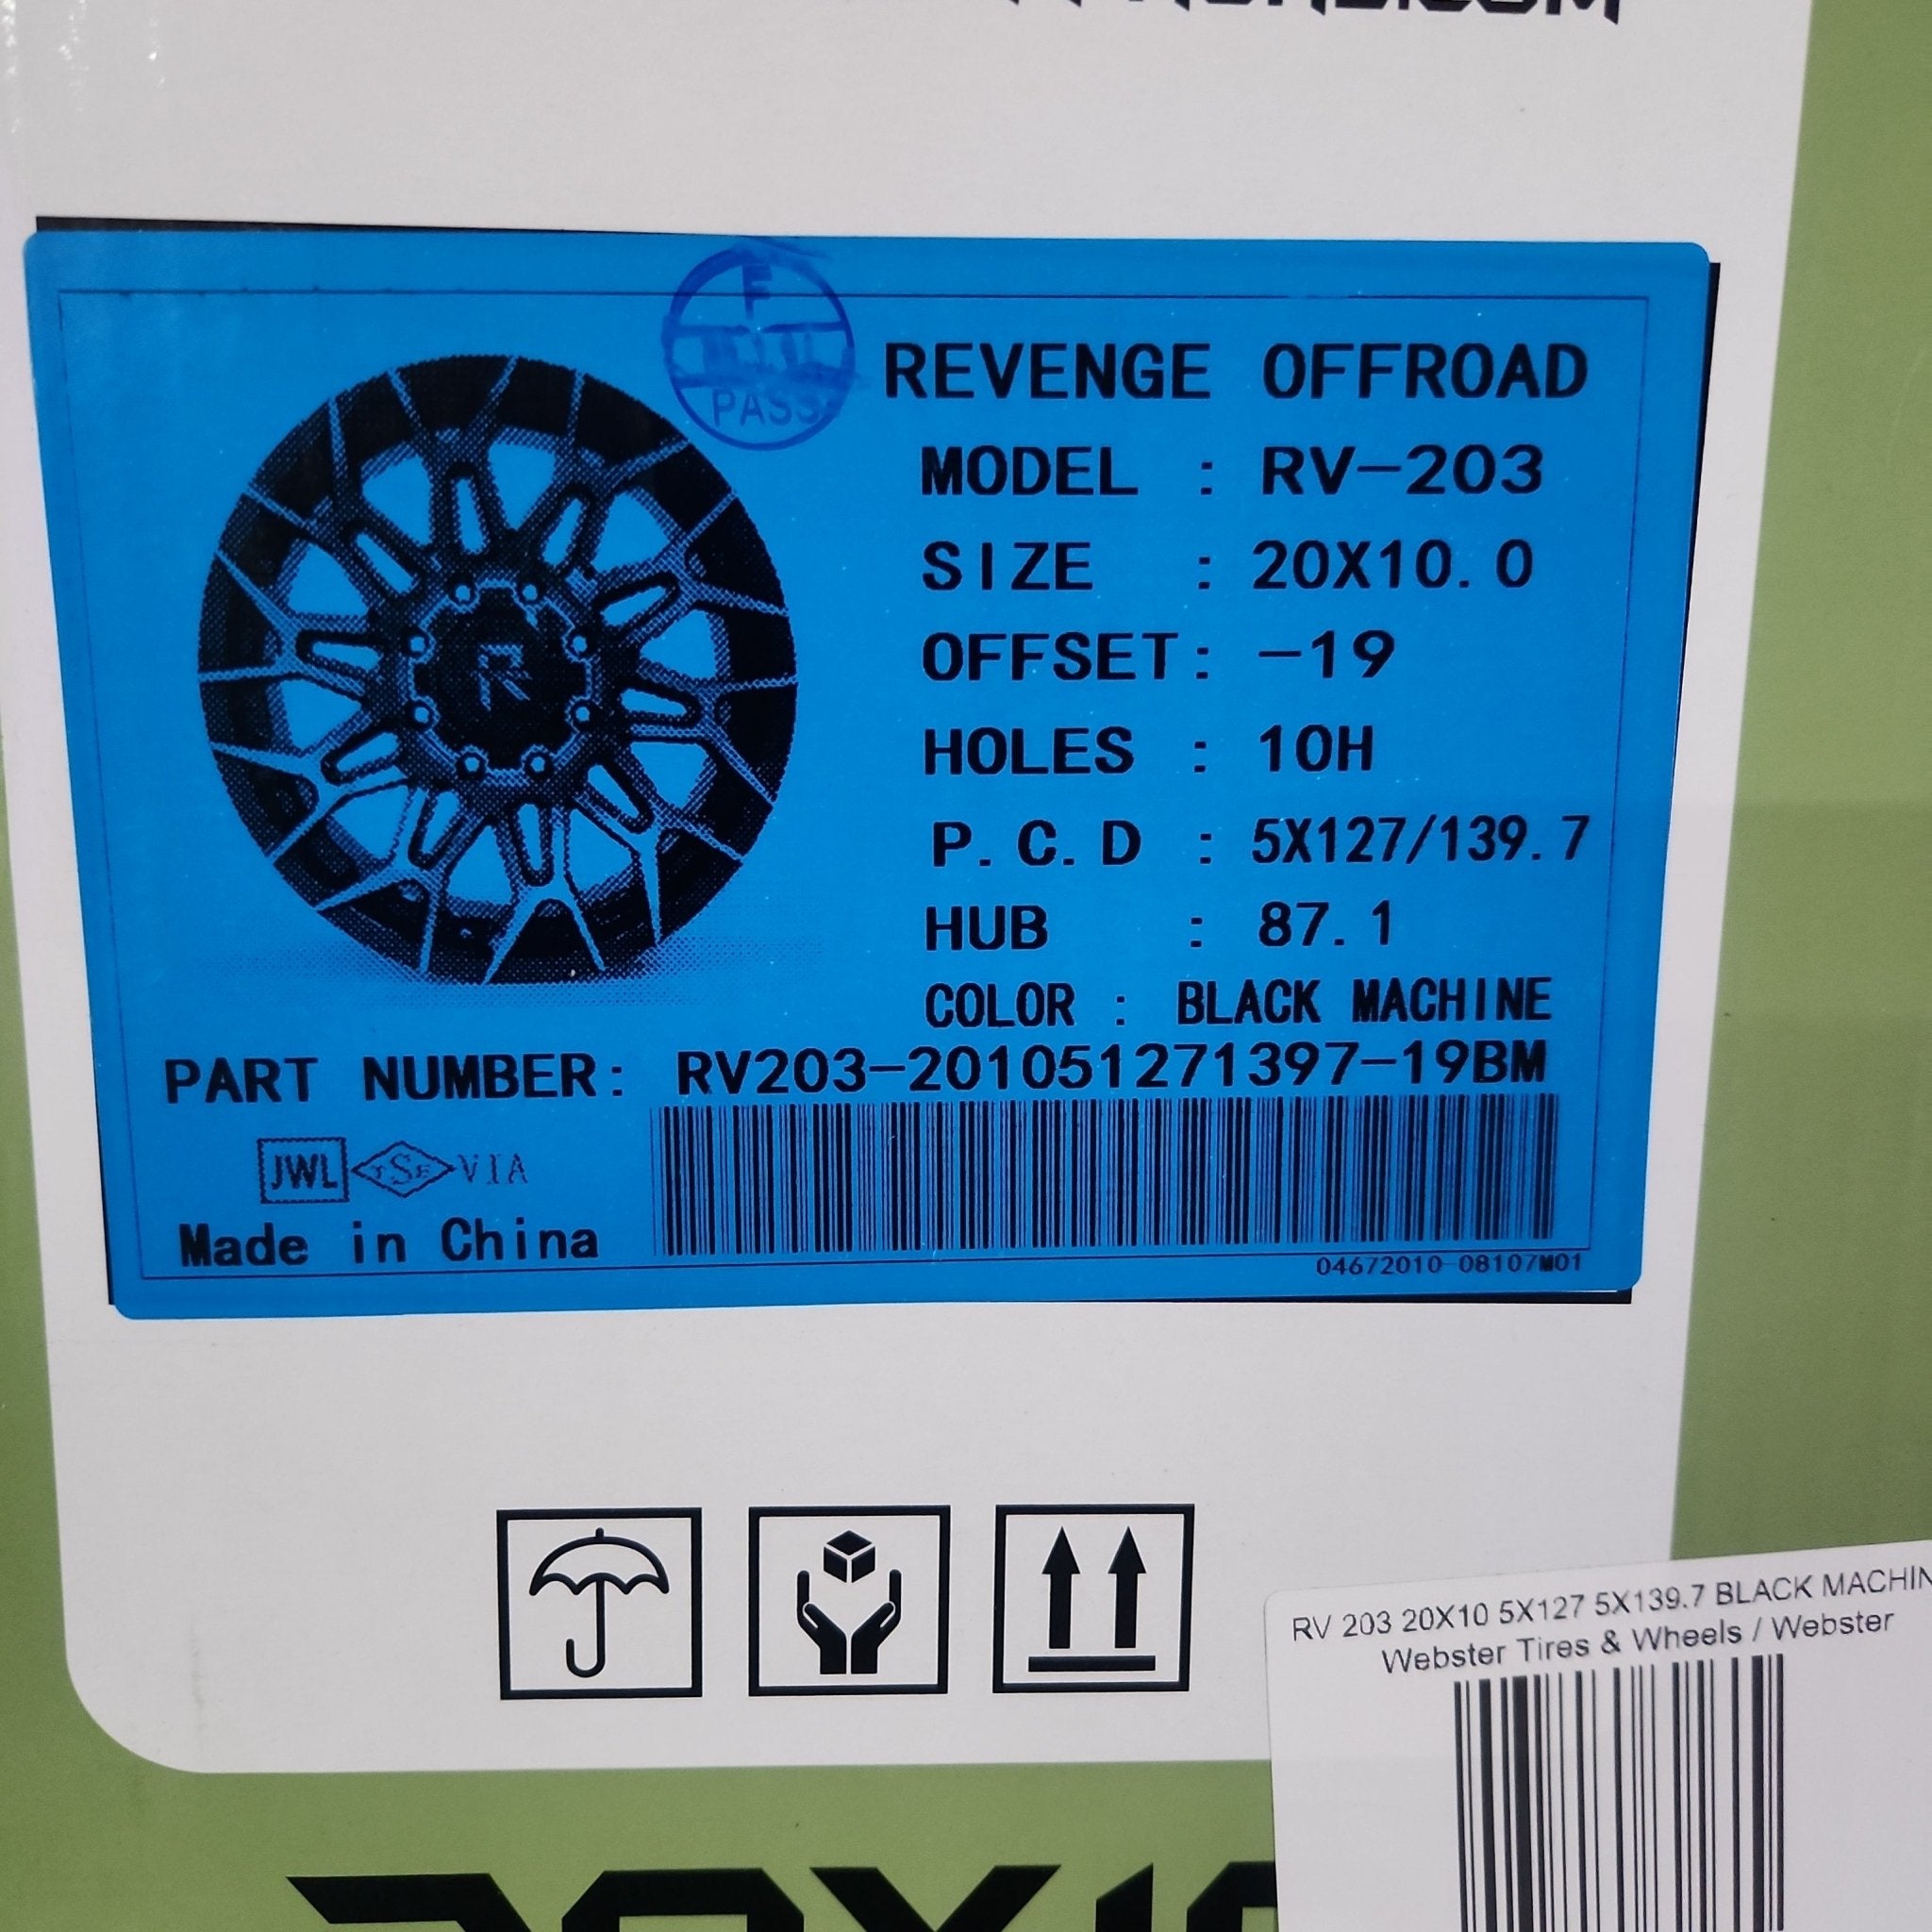 REVENGE OFFROAD
MODEL : RV-203
SIZE : 20X10.0
OFFSET: -19
HOLES : 10H
P.C.D : 5X127/139.7
HUB : 87.1
COLOR : BLACK MACHINE
PART NUMBER: RV203-201051271397-19BM
JWL TSE VIA
Made in China
04672010 08107M01
PASS
R
RV 203 20X10 5X127 5X139.7 BLACK MACHIN
Webster Tires & Wheels / Webster